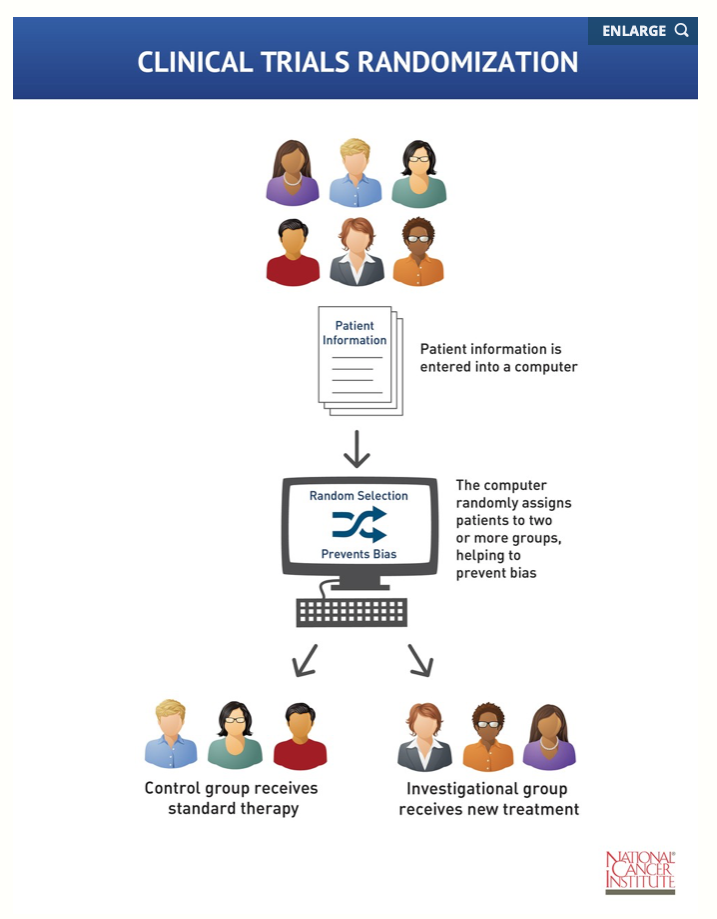 ENLARGE
CLINICAL TRIALS RANDOMIZATION
Patient
Information
Patient information is
entered into a computer
Random Selection
Prevents Bias
The computer
randomly assigns
patients to two
or more groups,
helping to
prevent bias
Control group receives
standard therapy
Investigational group
receives new treatment
NATIONAL®
CANCER
INSTITUTE